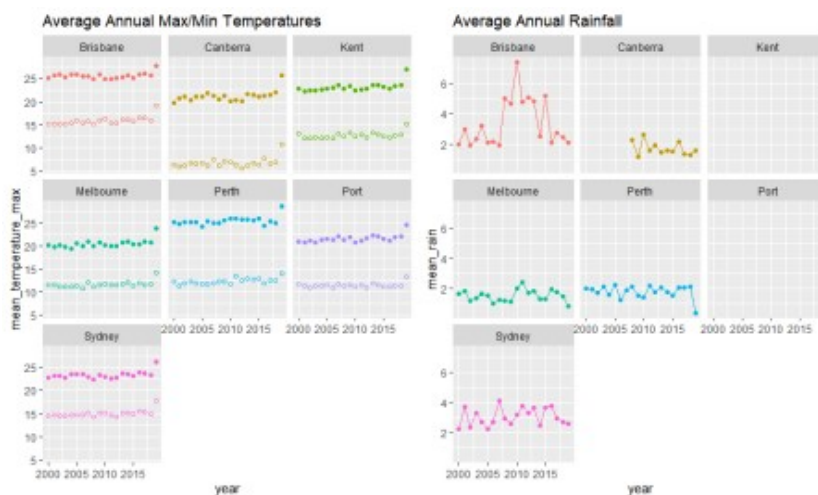 Average Annual Max/Min Temperatures
Brisbane Canberra Kent
25
20
15
10
5
Melbourne Perth Port
25
20
15
10
5
2000 2005 2010 2015 2000 2005 2010 2015
Sydney
25
20
15
10
5
2000 2005 2010 2015
mean_temperature_max
year
Average Annual Rainfall
Brisbane Canberra Kent
6
4
2
Melbourne Perth Port
6
4
2
2000 2005 2010 2015 2000 2005 2010 2015
Sydney
6
4
2
2000 2005 2010 2015
mean_rain
year